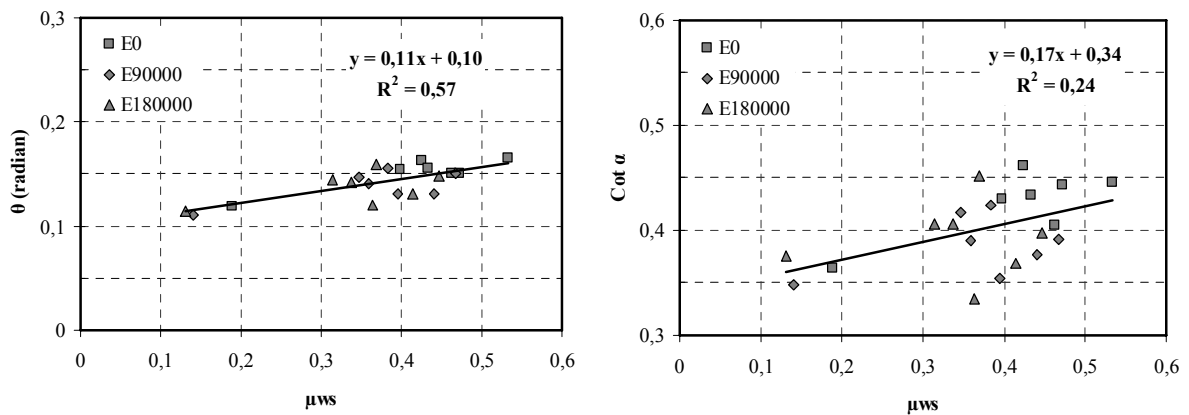 0,3
E0
E90000
E180000
y = 0,11x + 0,10
R² = 0,57
0,2
θ (radian)
0,1
0
0 0,1 0,2 0,3 0,4 0,5 0,6
μws
0,6
E0
E90000
E180000
y = 0,17x + 0,34
R² = 0,24
0,5
Cot α
0,4
0,3
0 0,1 0,2 0,3 0,4 0,5 0,6
μws